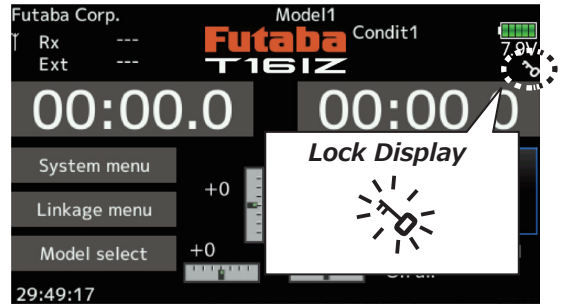 Futaba Corp.
Model1
Rx ---
Ext ---
Futaba
T16IZ
Condit1
7.9V
00:00.0
00:00 0
Lock Display
System menu
Linkage menu
Model select
+0
+0
29:49:17